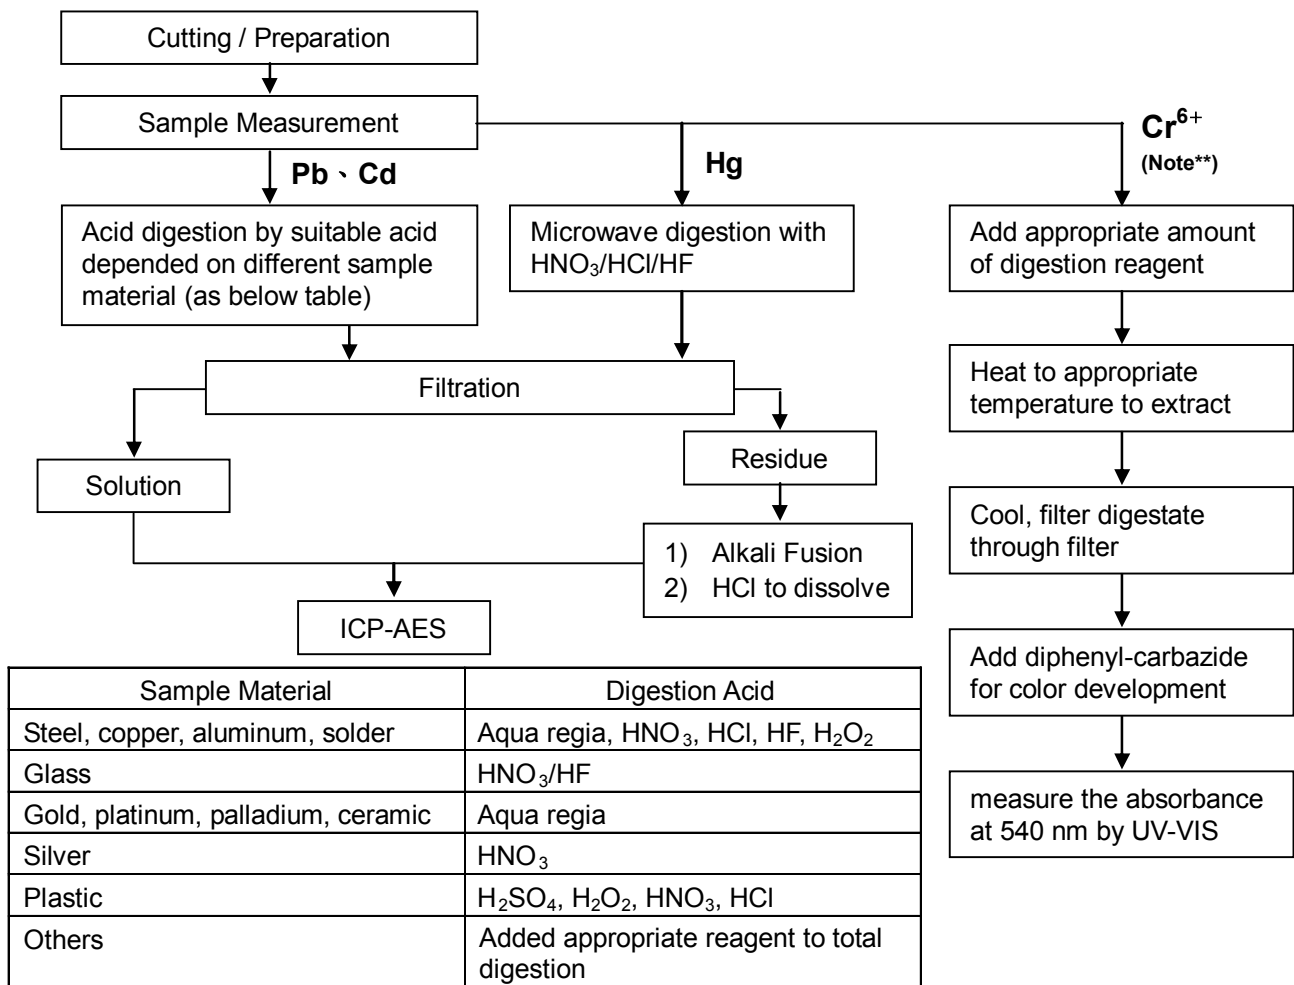 Cutting / Preparation
Sample Measurement
Pb、Cd
Hg
Cr⁶⁺
(Note**)
Acid digestion by suitable acid
depended on different sample
material (as below table)
Microwave digestion with
HNO₃/HCl/HF
Add appropriate amount
of digestion reagent
Filtration
Heat to appropriate
temperature to extract
Solution
Residue
Cool, filter digestate
through filter
1) Alkali Fusion
2) HCl to dissolve
ICP-AES
Add diphenyl-carbazide
for color development
measure the absorbance
at 540 nm by UV-VIS
Sample Material Digestion Acid
Steel, copper, aluminum, solder Aqua regia, HNO₃, HCl, HF, H₂O₂
Glass HNO₃/HF
Gold, platinum, palladium, ceramic Aqua regia
Silver HNO₃
Plastic H₂SO₄, H₂O₂, HNO₃, HCl
Others Added appropriate reagent to total
digestion